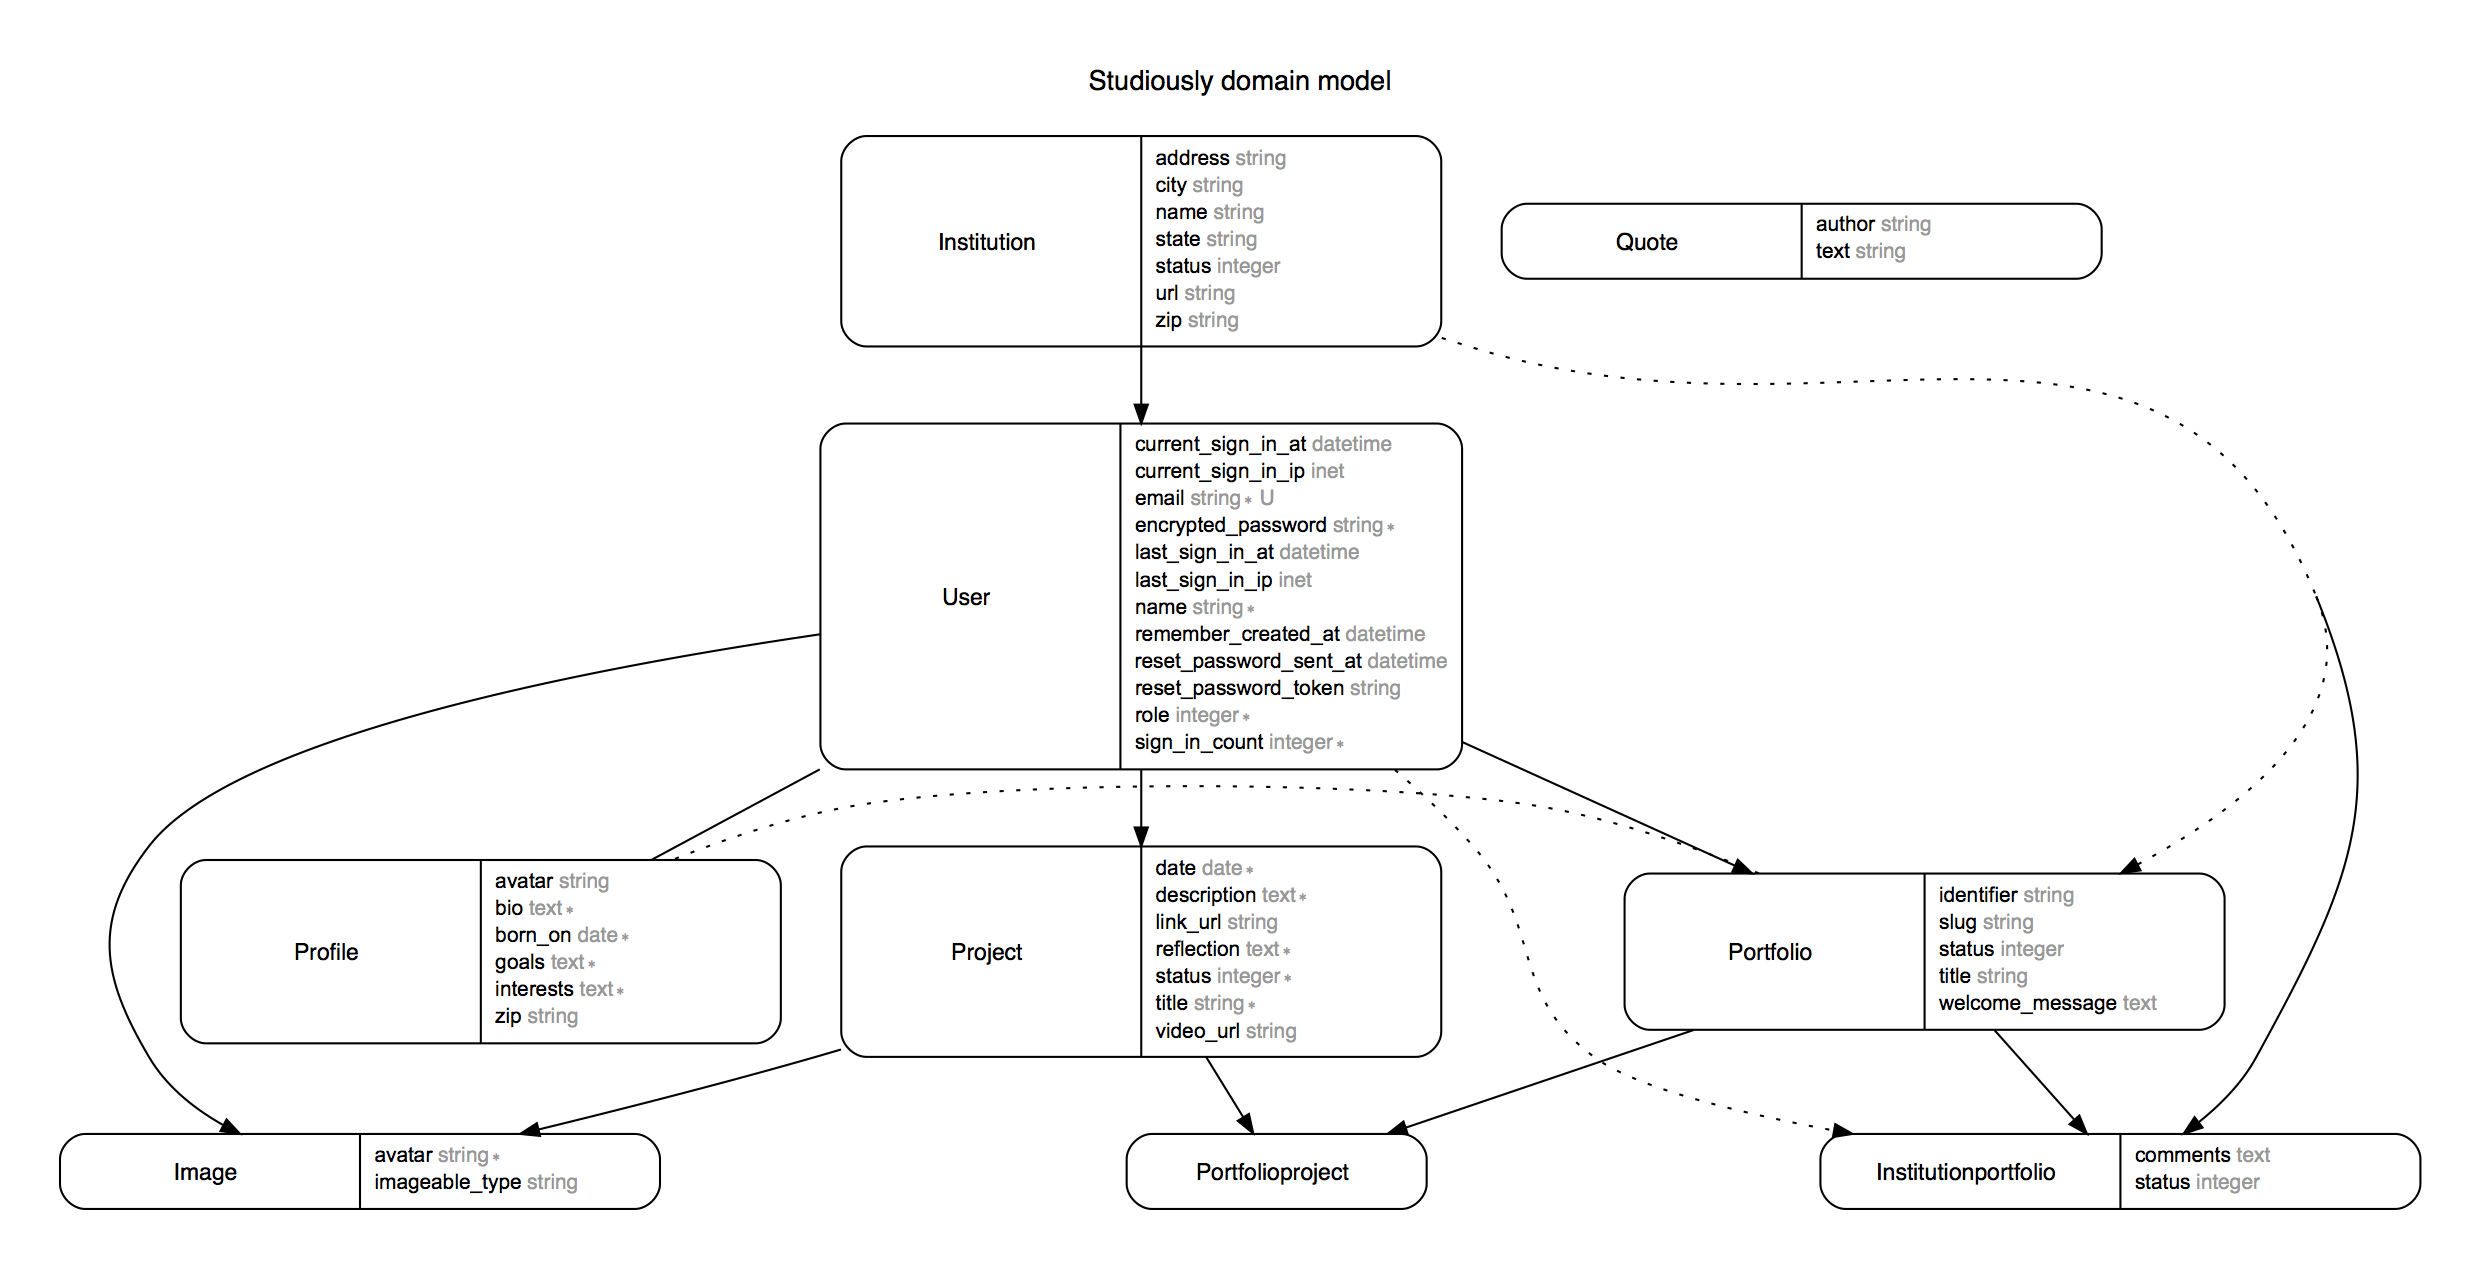 Studiously domain model
Institution
address string
city string
name string
state string
status integer
url string
zip string
Quote
author string
text string
User
current_sign_in_at datetime
current_sign_in_ip inet
email string * U
encrypted_password string *
last_sign_in_at datetime
last_sign_in_ip inet
name string *
remember_created_at datetime
reset_password_sent_at datetime
reset_password_token string
role integer *
sign_in_count integer *
Profile
avatar string
bio text *
born_on date *
goals text *
interests text *
zip string
Project
date date *
description text *
link_url string
reflection text *
status integer *
title string *
video_url string
Portfolio
identifier string
slug string
status integer
title string
welcome_message text
Image
avatar string *
imageable_type string
Portfolioproject
Institutionportfolio
comments text
status integer